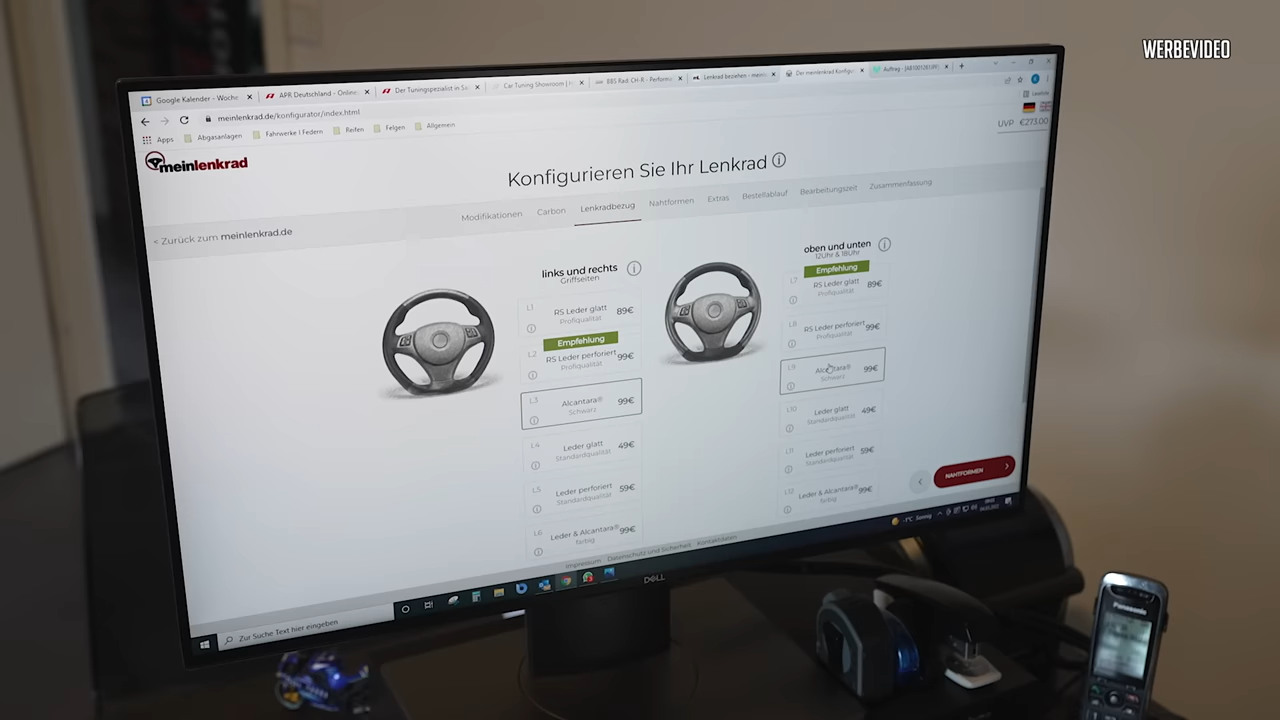 WERBEVIDEO
Google Kalender - Woche
APR Deutschland - Online
Der Tuningspezialist in
Car Tuning Showroom |
BBS Rad: CH-R - Performa
Lenkrad beziehen - mein
Der meinlenkrad Konfigu
Auftrag -
meinlenkrad.de/konfigurator/index.html
Apps
Abgasanlagen
Fahrwerke I Federn
Reifen
Felgen
Allgemein
Leseliste
UVP €273.00
meinlenkrad
Konfigurieren Sie Ihr Lenkrad
Modifikationen
Carbon
Lenkradbezug
Nahtformen
Extras
Bestellablauf
Bearbeitungszeit
Zusammenfassung
< Zurück zum meinlenkrad.de
links und rechts
Griffseiten
L1
RS Leder glatt 89€
Profiqualität
Empfehlung
L2
RS Leder perforiert 99€
Profiqualität
L3
Alcantara® 99€
Schwarz
L4
Leder glatt 49€
Standardqualität
L5
Leder perforiert 59€
Standardqualität
L6
Leder & Alcantara® 99€
farbig
oben und unten
12Uhr & 18Uhr
Empfehlung
L7
RS Leder glatt 89€
Profiqualität
L8
RS Leder perforiert 99€
Profiqualität
L9
Alcantara® 99€
Schwarz
L10
Leder glatt 49€
Standardqualität
L11
Leder perforiert 59€
Standardqualität
L12
Leder & Alcantara® 99€
farbig
NAHTFORMEN
Impressum · Datenschutz und Sicherheit · Kontaktdaten
Zur Suche Text hier eingeben
-1°C Sonnig
DELL
Panasonic